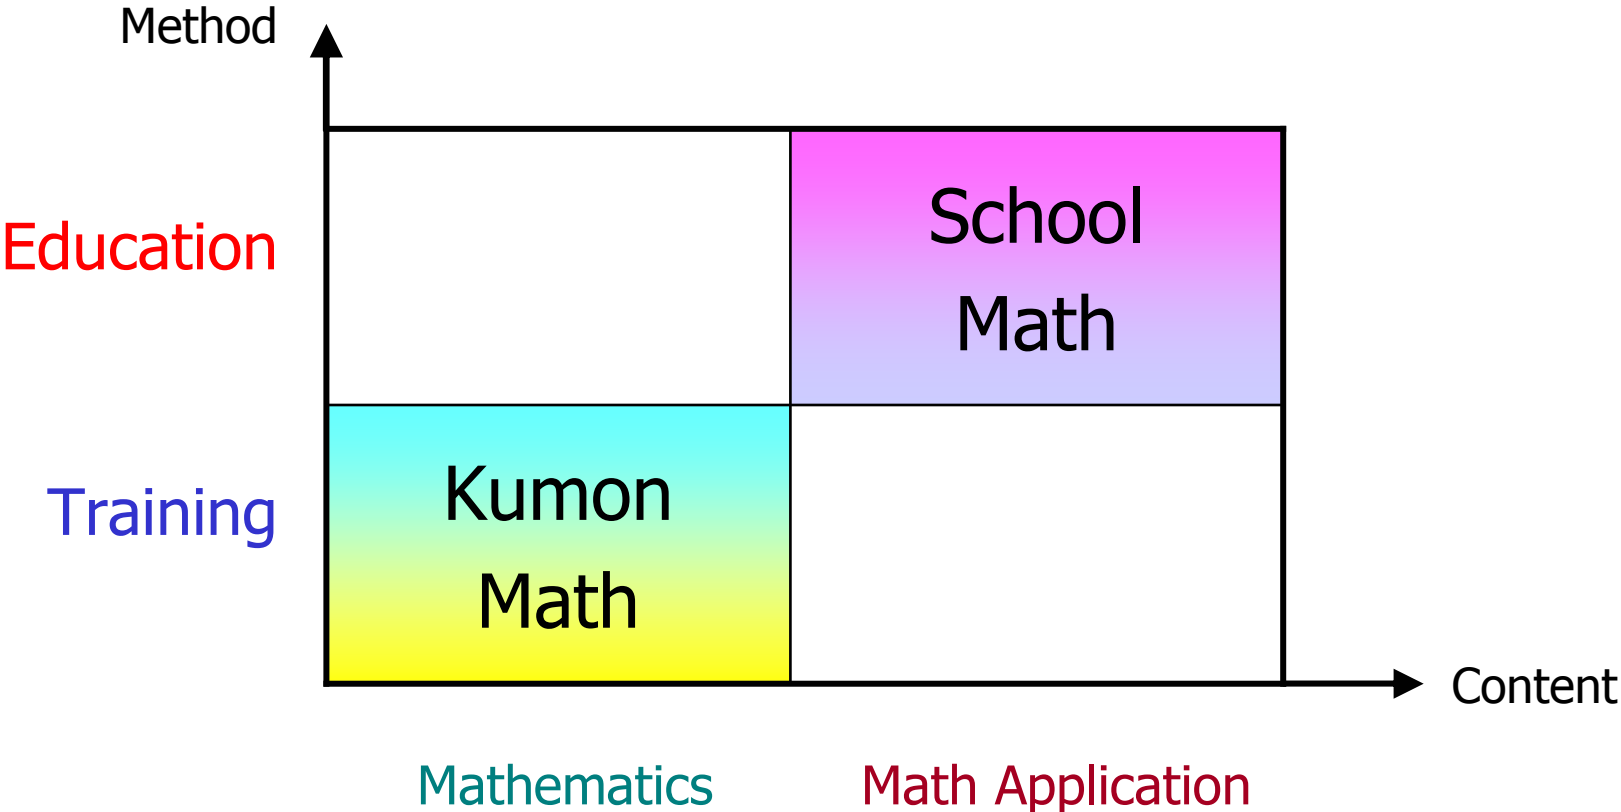 Method
Education
School
Math
Training
Kumon
Math
Content
Mathematics
Math Application